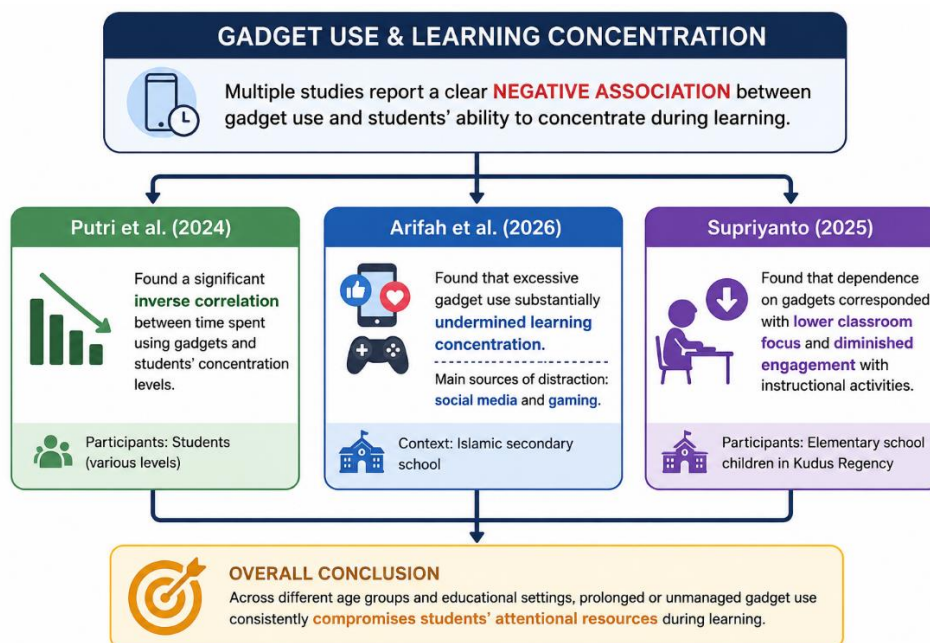 GADGET USE & LEARNING CONCENTRATION
Multiple studies report a clear NEGATIVE ASSOCIATION between
gadget use and students' ability to concentrate during learning.
Putri et al. (2024)
Found a significant
inverse correlation
between time spent
using gadgets and
students' concentration
levels.
Participants: Students
(various levels)
Arifah et al. (2026)
Found that excessive
gadget use substantially
undermined learning
concentration.
Main sources of distraction:
social media and gaming.
Context: Islamic secondary
school
Supriyanto (2025)
Found that dependence
on gadgets corresponded
with lower classroom
focus and diminished
engagement with
instructional activities.
Participants: Elementary school
children in Kudus Regency
OVERALL CONCLUSION
Across different age groups and educational settings, prolonged or unmanaged gadget use
consistently compromises students' attentional resources during learning.